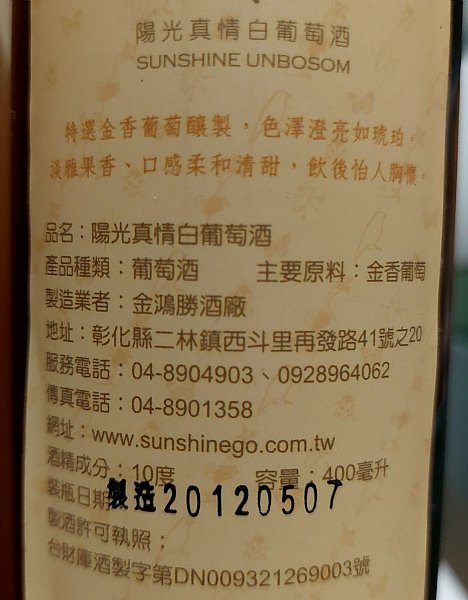 陽光真情白葡萄酒
SUNSHINE UNBOSOM
特選金香葡萄釀製，色澤澄亮如琥珀，
淡雅果香、口感柔和清甜，飲後怡人胸懷。
品名：陽光真情白葡萄酒
產品種類：葡萄酒 主要原料：金香葡萄
製造業者：金鴻勝酒廠
地址：彰化縣二林鎮西斗里再發路41號之20
服務電話：04-8904903、0928964062
傳真電話：04-8901358
網址：www.sunshinego.com.tw
酒精成分：10度 容量：400毫升
裝瓶日期 製造20120507
製酒許可執照：
台財庫酒製字第DN009321269003號